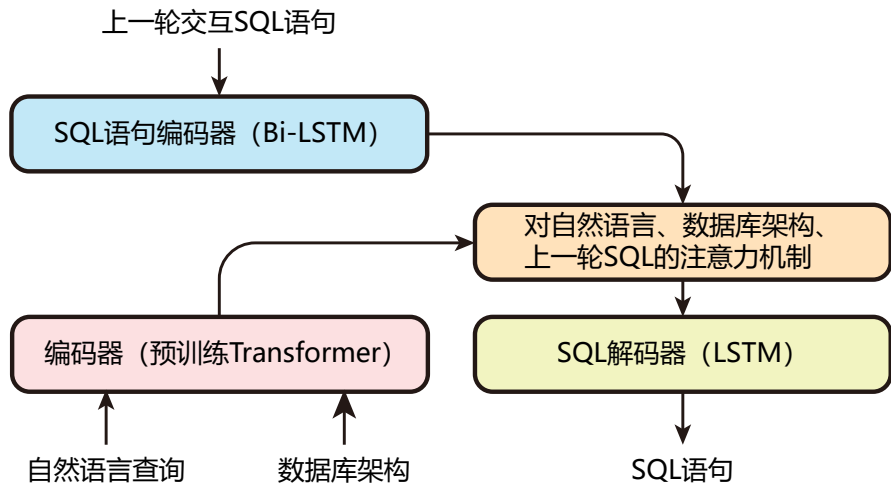 上一轮交互SQL语句
SQL语句编码器（Bi-LSTM）
对自然语言、数据库架构、
上一轮SQL的注意力机制
编码器（预训练Transformer）
SQL解码器（LSTM）
自然语言查询
数据库架构
SQL语句